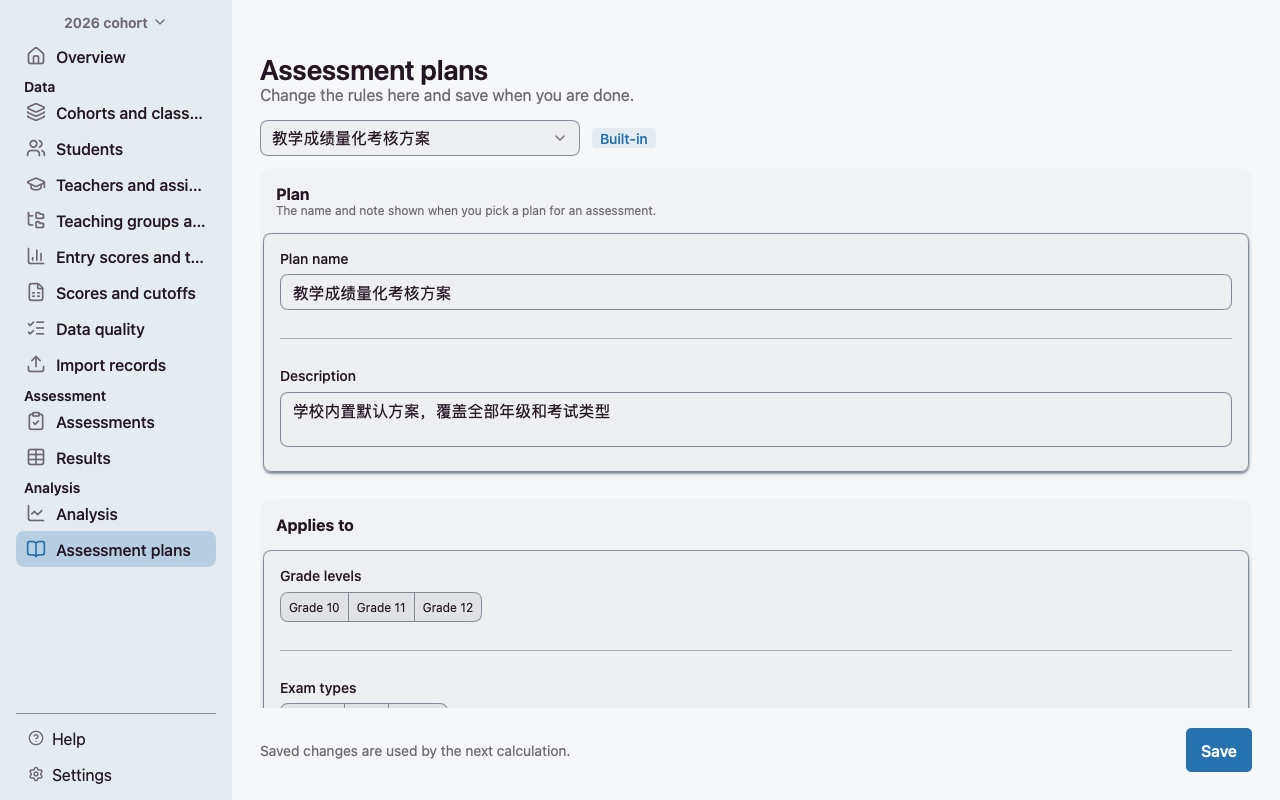 2026 cohort
Overview
Data
Cohorts and class...
Students
Teachers and assi...
Teaching groups a...
Entry scores and t...
Scores and cutoffs
Data quality
Import records
Assessment
Assessments
Results
Analysis
Analysis
Assessment plans
Help
Settings
Assessment plans
Change the rules here and save when you are done.
教学成绩量化考核方案
Built-in
Plan
The name and note shown when you pick a plan for an assessment.
Plan name
教学成绩量化考核方案
Description
学校内置默认方案，覆盖全部年级和考试类型
Applies to
Grade levels
Grade 10 Grade 11 Grade 12
Exam types
Saved changes are used by the next calculation.
Save